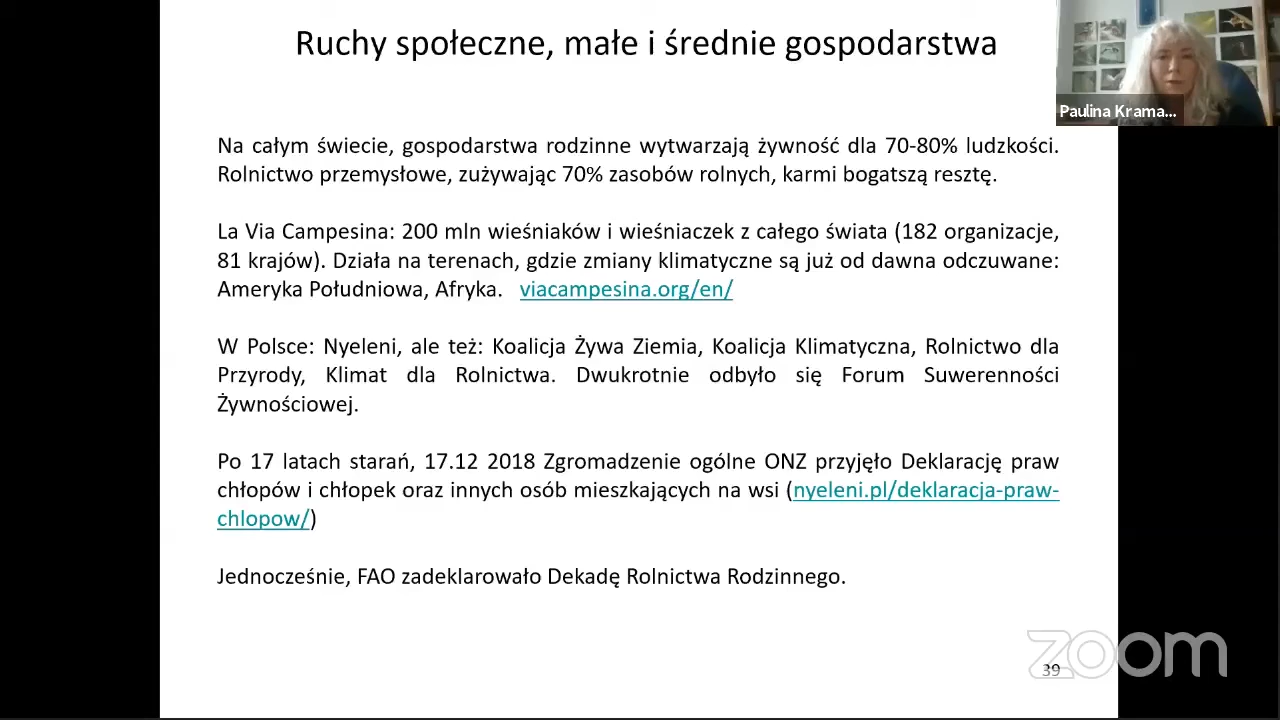 Ruchy społeczne, małe i średnie gospodarstwa
Paulina Krama...
Na całym świecie, gospodarstwa rodzinne wytwarzają żywność dla 70-80% ludzkości.
Rolnictwo przemysłowe, zużywając 70% zasobów rolnych, karmi bogatszą resztę.
La Via Campesina: 200 mln wieśniaków i wieśniaczek z całego świata (182 organizacje,
81 krajów). Działa na terenach, gdzie zmiany klimatyczne są już od dawna odczuwane:
Ameryka Południowa, Afryka. viacampesina.org/en/
W Polsce: Nyeleni, ale też: Koalicja Żywa Ziemia, Koalicja Klimatyczna, Rolnictwo dla
Przyrody, Klimat dla Rolnictwa. Dwukrotnie odbyło się Forum Suwerenności
Żywnościowej.
Po 17 latach starań, 17.12 2018 Zgromadzenie ogólne ONZ przyjęło Deklarację praw
chłopów i chłopek oraz innych osób mieszkających na wsi (nyeleni.pl/deklaracja-praw-
chlopow/)
Jednocześnie, FAO zadeklarowało Dekadę Rolnictwa Rodzinnego.
zoom
39